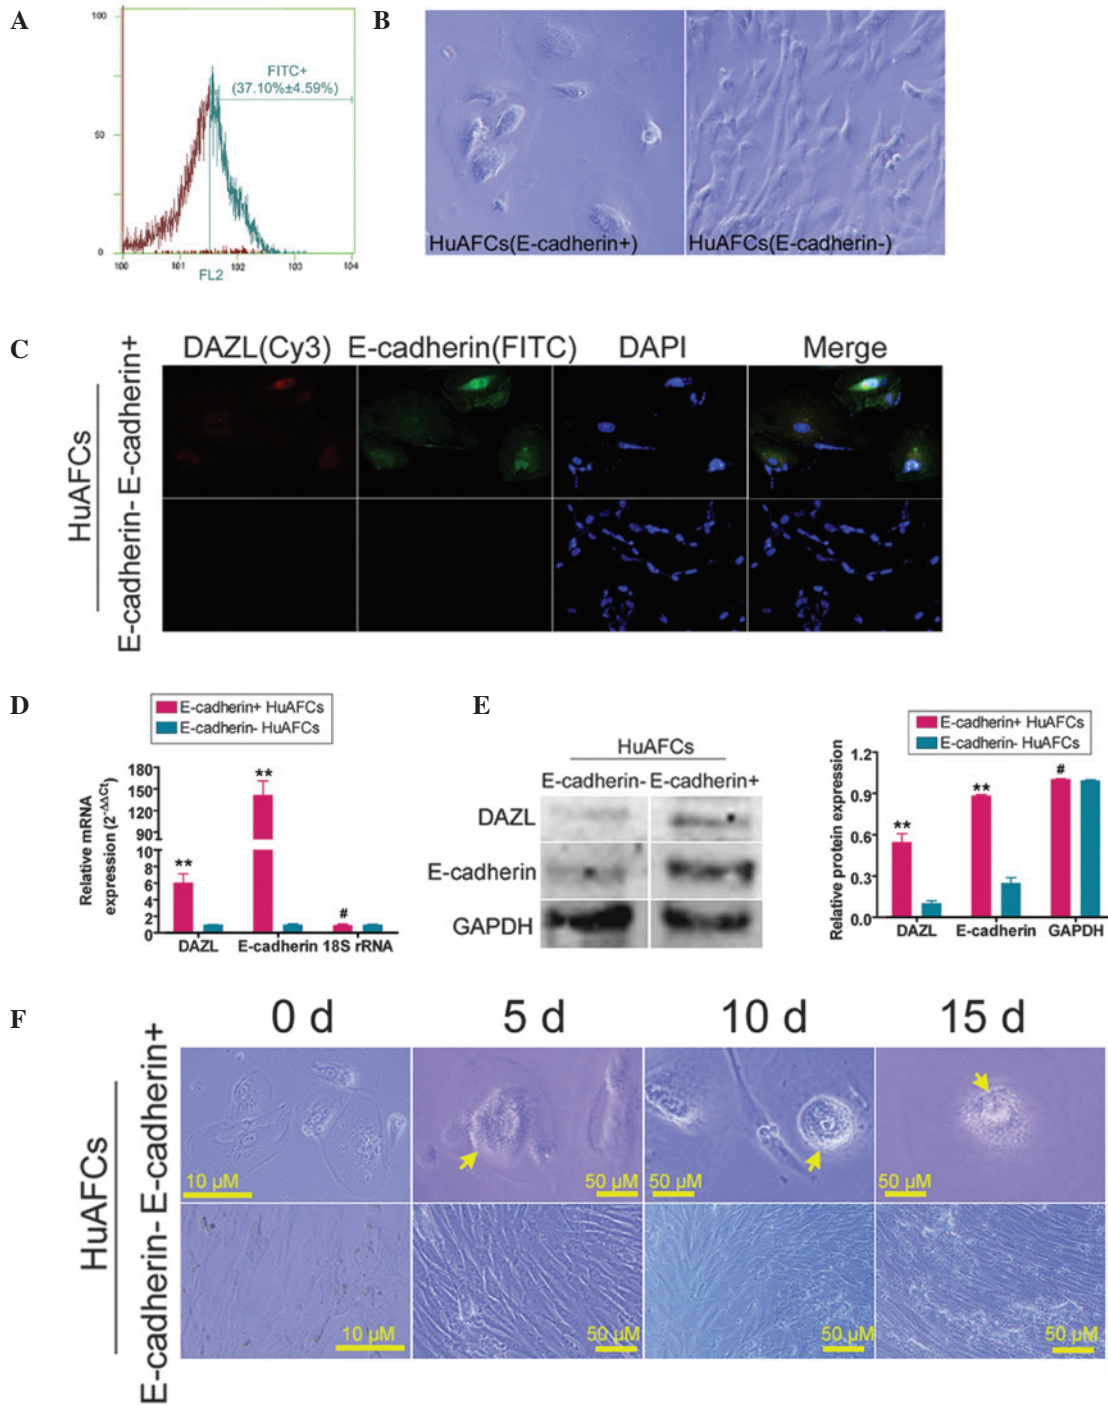 A
100
50
0
FITC+
(37.10%±4.59%)
100
101
102
103
104
FL2
B
HuAFCs(E-cadherin+)
HuAFCs(E-cadherin-)
C
DAZL(Cy3)
E-cadherin(FITC)
DAPI
Merge
HuAFCs
E-cadherin- E-cadherin+
D
E-cadherin+ HuAFCs
E-cadherin- HuAFCs
Relative mRNA
expression (2-ΔΔCt)
180
150
120
90
10
8
6
4
2
0
**
**
#
DAZL
E-cadherin
18S rRNA
E
HuAFCs
E-cadherin-
E-cadherin+
DAZL
E-cadherin
GAPDH
E-cadherin+ HuAFCs
E-cadherin- HuAFCs
Relative protein expression
1.2
0.9
0.6
0.3
0.0
**
**
#
DAZL
E-cadherin
GAPDH
F
0 d
5 d
10 d
15 d
HuAFCs
E-cadherin- E-cadherin+
10 µM
50 µM
50 µM
50 µM
10 µM
50 µM
50 µM
50 µM